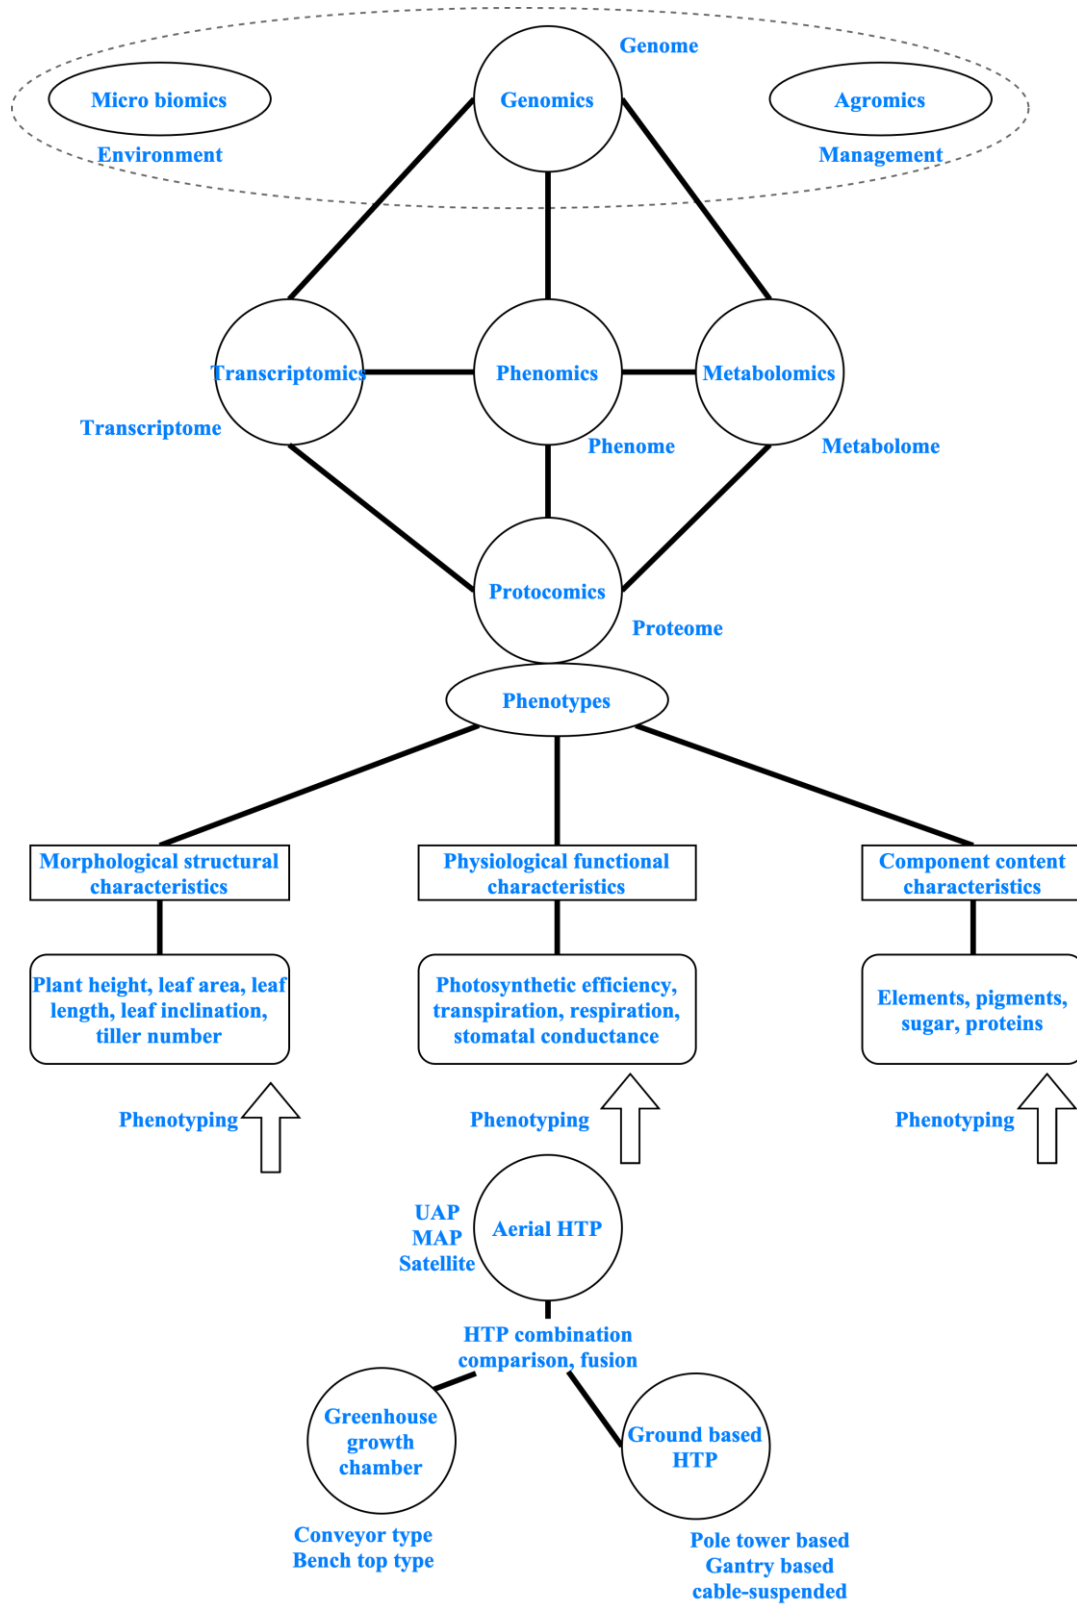 Genome
Micro biomics
Genomics
Agromics
Environment
Management
Transcriptomics
Phenomics
Metabolomics
Transcriptome
Phenome
Metabolome
Protocomics
Proteome
Phenotypes
Morphological structural
characteristics
Physiological functional
characteristics
Component content
characteristics
Plant height, leaf area, leaf
length, leaf inclination,
tiller number
Photosynthetic efficiency,
transpiration, respiration,
stomatal conductance
Elements, pigments,
sugar, proteins
Phenotyping
Phenotyping
Phenotyping
UAP
MAP
Satellite
Aerial HTP
HTP combination
comparison, fusion
Greenhouse
growth
chamber
Ground based
HTP
Conveyor type
Bench top type
Pole tower based
Gantry based
cable-suspended